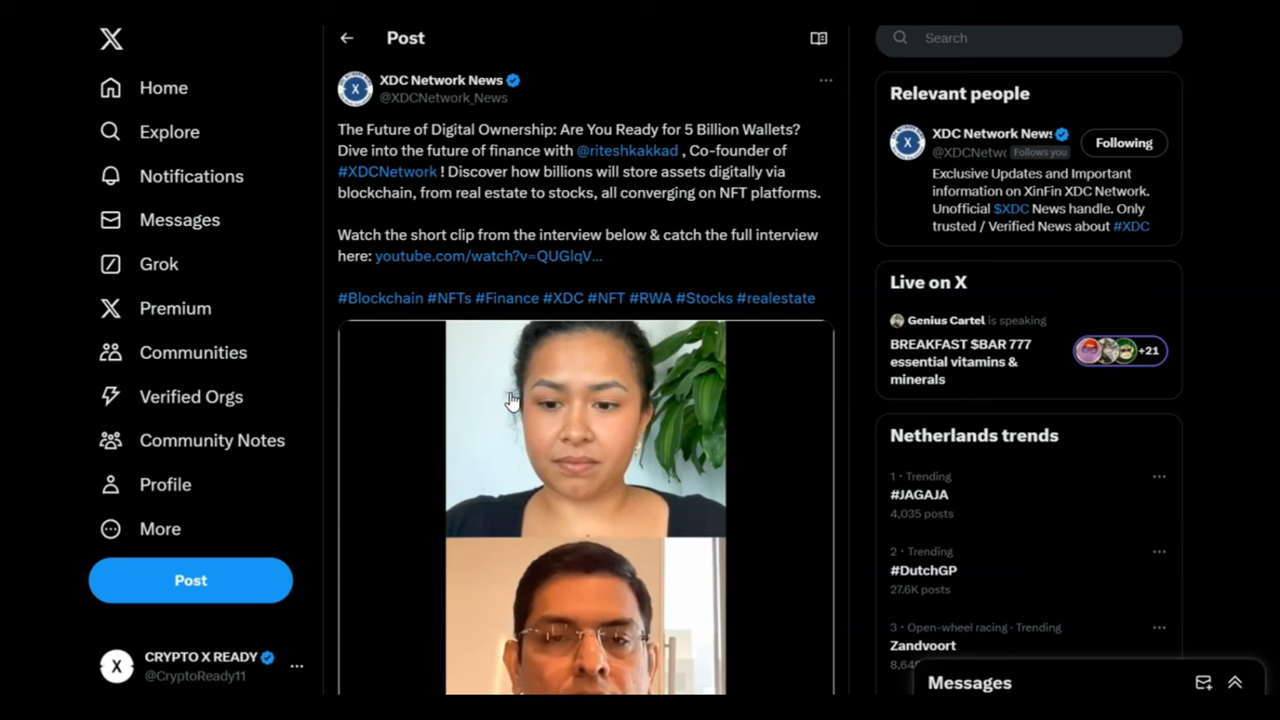 Home
Explore
Notifications
Messages
Grok
Premium
Communities
Verified Orgs
Community Notes
Profile
More
Post
CRYPTO X READY
@CryptoReady11
Post
XDC Network News
@XDCNetwork_News
The Future of Digital Ownership: Are You Ready for 5 Billion Wallets?
Dive into the future of finance with @riteshkakkad , Co-founder of
#XDCNetwork ! Discover how billions will store assets digitally via
blockchain, from real estate to stocks, all converging on NFT platforms.
Watch the short clip from the interview below & catch the full interview
here: youtube.com/watch?v=QUGlqV...
#Blockchain #NFTs #Finance #XDC #NFT #RWA #Stocks #realestate
Search
Relevant people
XDC Network News
@XDCNetwo Follows you
Following
Exclusive Updates and Important
information on XinFin XDC Network.
Unofficial $XDC News handle. Only
trusted / Verified News about #XDC
Live on X
Genius Cartel is speaking
BREAKFAST $BAR 777
essential vitamins &
minerals
+21
Netherlands trends
1 · Trending
#JAGAJA
4,035 posts
2 · Trending
#DutchGP
27.6K posts
3 · Open-wheel racing · Trending
Zandvoort
Messages